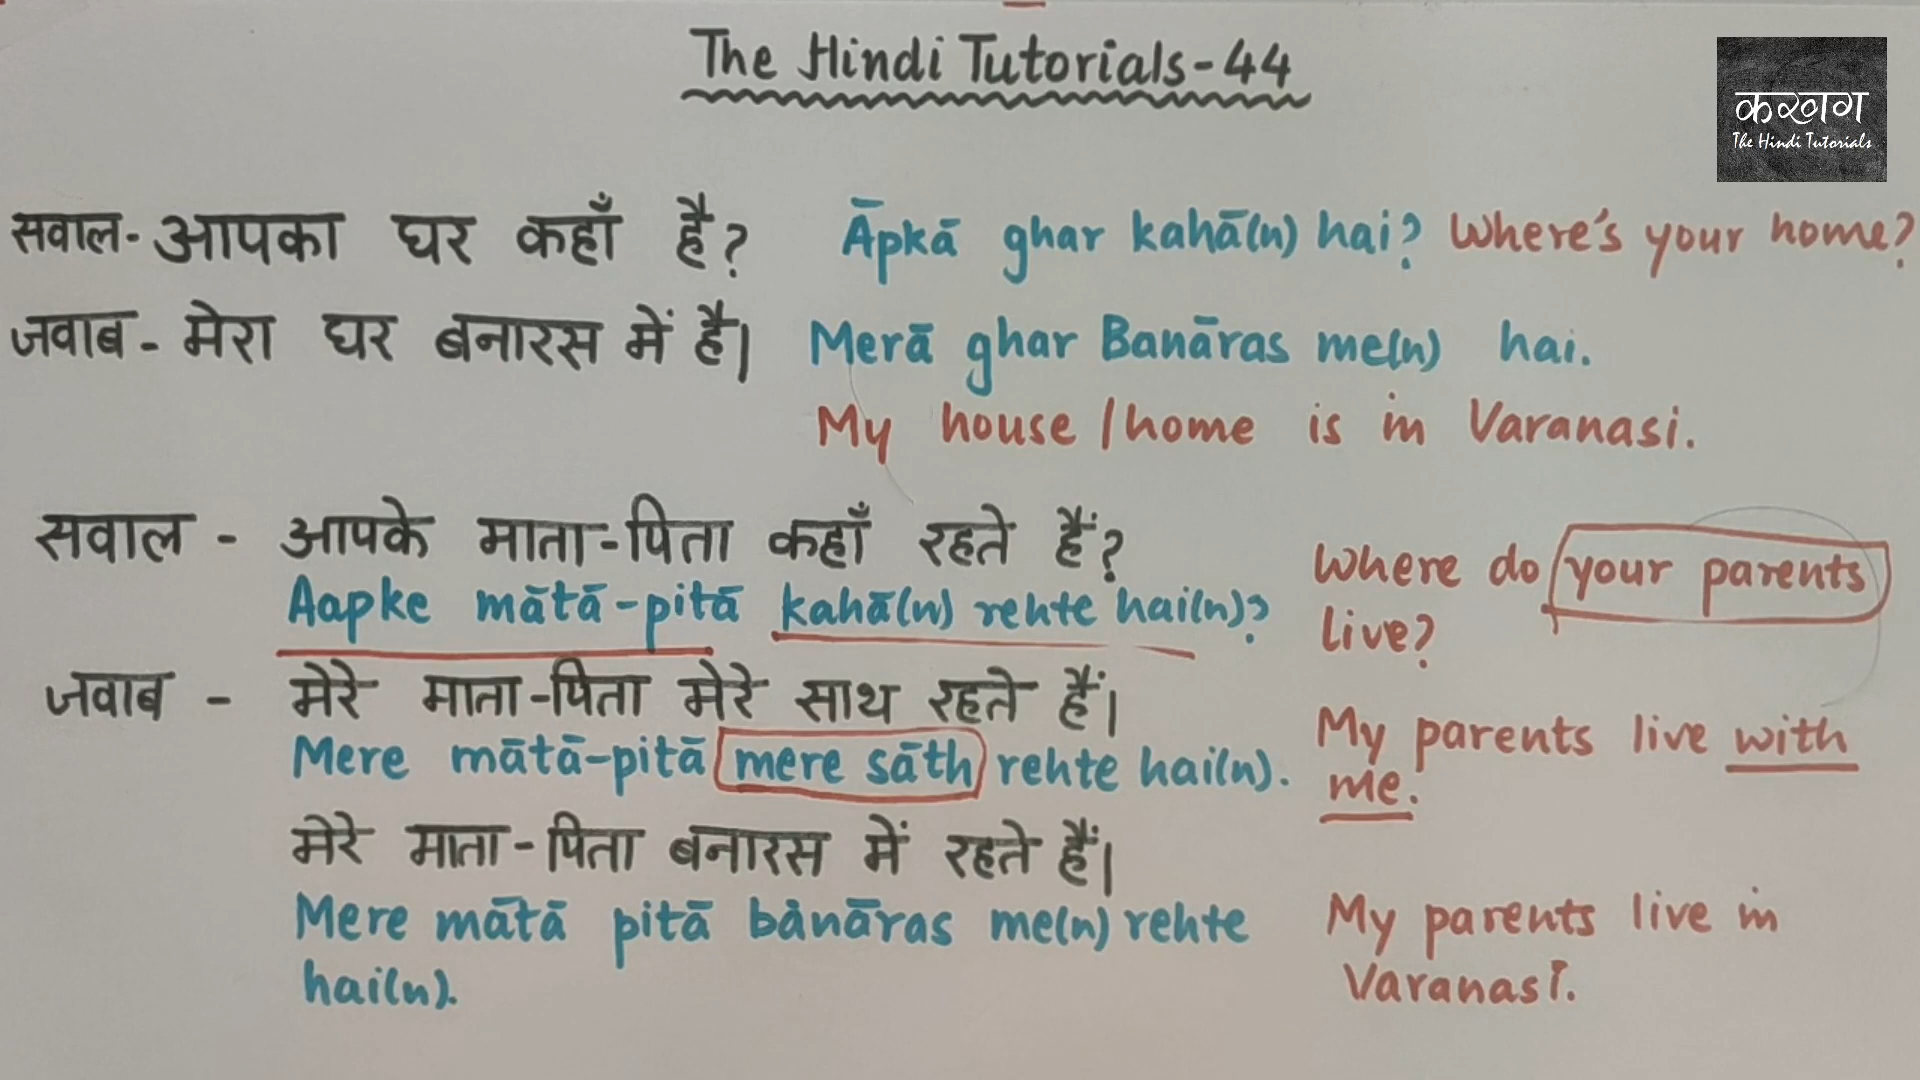 The Hindi Tutorials-44
कखग
The Hindi Tutorials
सवाल- आपका घर कहाँ है? Āpkā ghar kahā(n) hai? Where's your home?
जवाब- मेरा घर बनारस में है। Merā ghar Banāras me(n) hai.
My house/home is in Varanasi.
सवाल - आपके माता-पिता कहाँ रहते हैं? Where do your parents
Aapke mātā-pitā kahā(n) rehte hai(n)? live?
जवाब - मेरे माता-पिता मेरे साथ रहते हैं। My parents live with
Mere mātā-pitā mere sāth rehte hai(n). me.
मेरे माता-पिता बनारस में रहते हैं।
Mere mātā pitā banāras me(n) rehte My parents live in
hai(n). Varanasi.